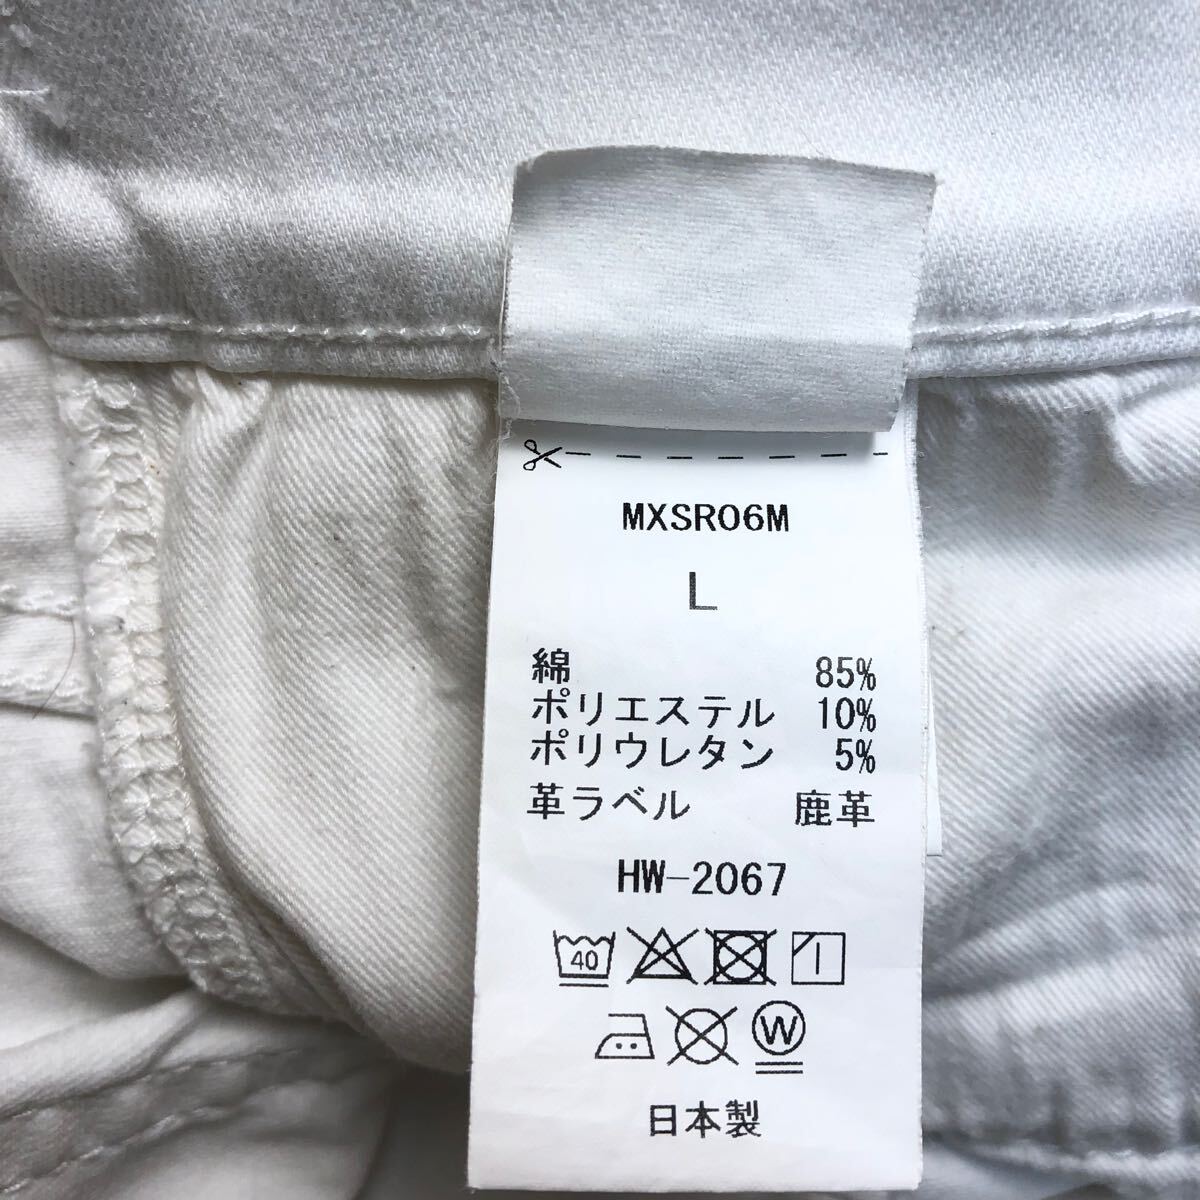 MXSR06M
L
綿 85%
ポリエステル 10%
ポリウレタン 5%
革ラベル 鹿革
HW-2067
40
W
日本製